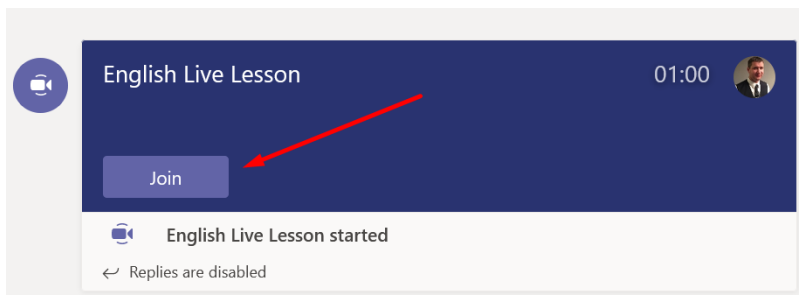 English Live Lesson 01:00
Join
English Live Lesson started
Replies are disabled